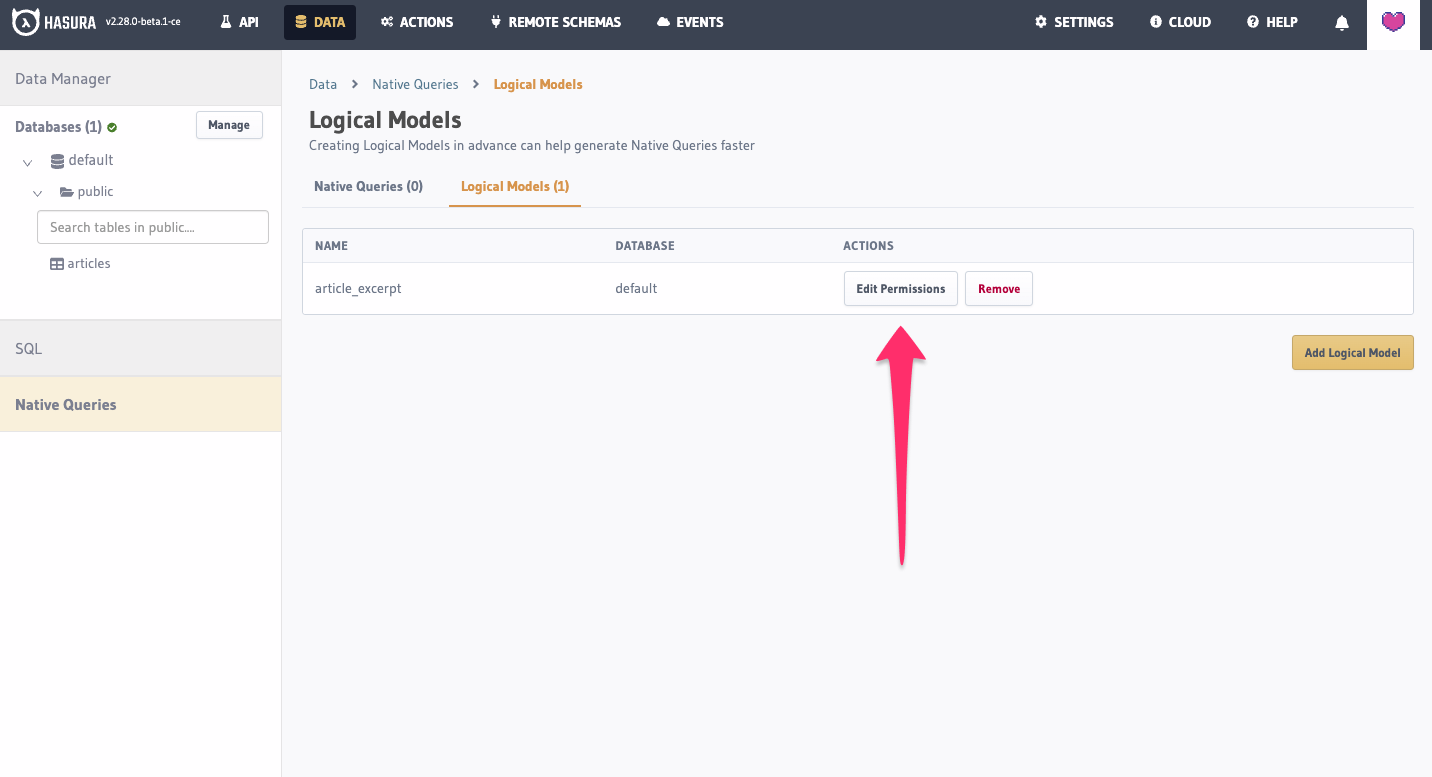 HASURA v2.28.0-beta.1-ce API DATA ACTIONS REMOTE SCHEMAS EVENTS SETTINGS CLOUD HELP
Data Manager
Databases (1) Manage
default
public
Search tables in public....
articles
SQL
Native Queries
Data > Native Queries > Logical Models
Logical Models
Creating Logical Models in advance can help generate Native Queries faster
Native Queries (0) Logical Models (1)
NAME DATABASE ACTIONS
article_excerpt default Edit Permissions Remove
Add Logical Model